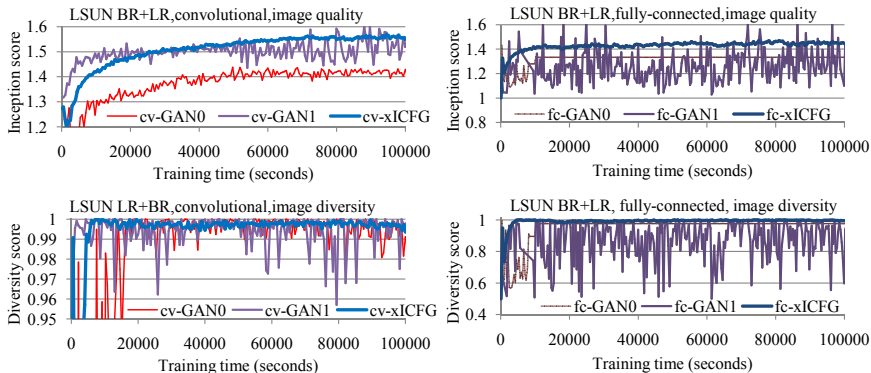 LSUN BR+LR,convolutional,image quality
Inception score
1.6
1.5
1.4
1.3
1.2
cv-GAN0 cv-GAN1 cv-xICFG
0 20000 40000 60000 80000 100000
Training time (seconds)
LSUN BR+LR,fully-connected,image quality
Inception score
1.6
1.4
1.2
1
0.8
fc-GAN0 fc-GAN1 fc-xICFG
0 20000 40000 60000 80000 100000
Training time (seconds)
LSUN LR+BR,convolutional,image diversity
Diversity score
1
0.99
0.98
0.97
0.96
0.95
cv-GAN0 cv-GAN1 cv-xICFG
0 20000 40000 60000 80000 100000
Training time (seconds)
LSUN BR+LR, fully-connected, image diversity
Diversity score
1
0.8
0.6
0.4
fc-GAN0 fc-GAN1 fc-xICFG
0 20000 40000 60000 80000 100000
Training time (seconds)